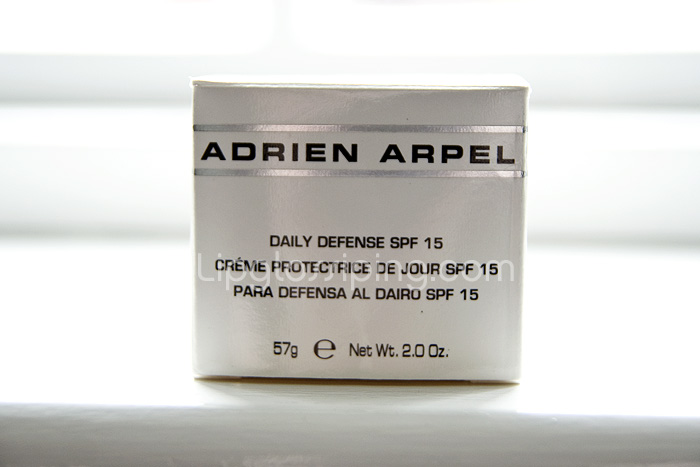 ADRIEN ARPEL
DAILY DEFENSE SPF 15
Lipglossiping.com
CRÉME PROTECTRICE DE JOUR SPF 15
PARA DEFENSA AL DAIRO SPF 15
57g ℮ Net Wt. 2.0 Oz.